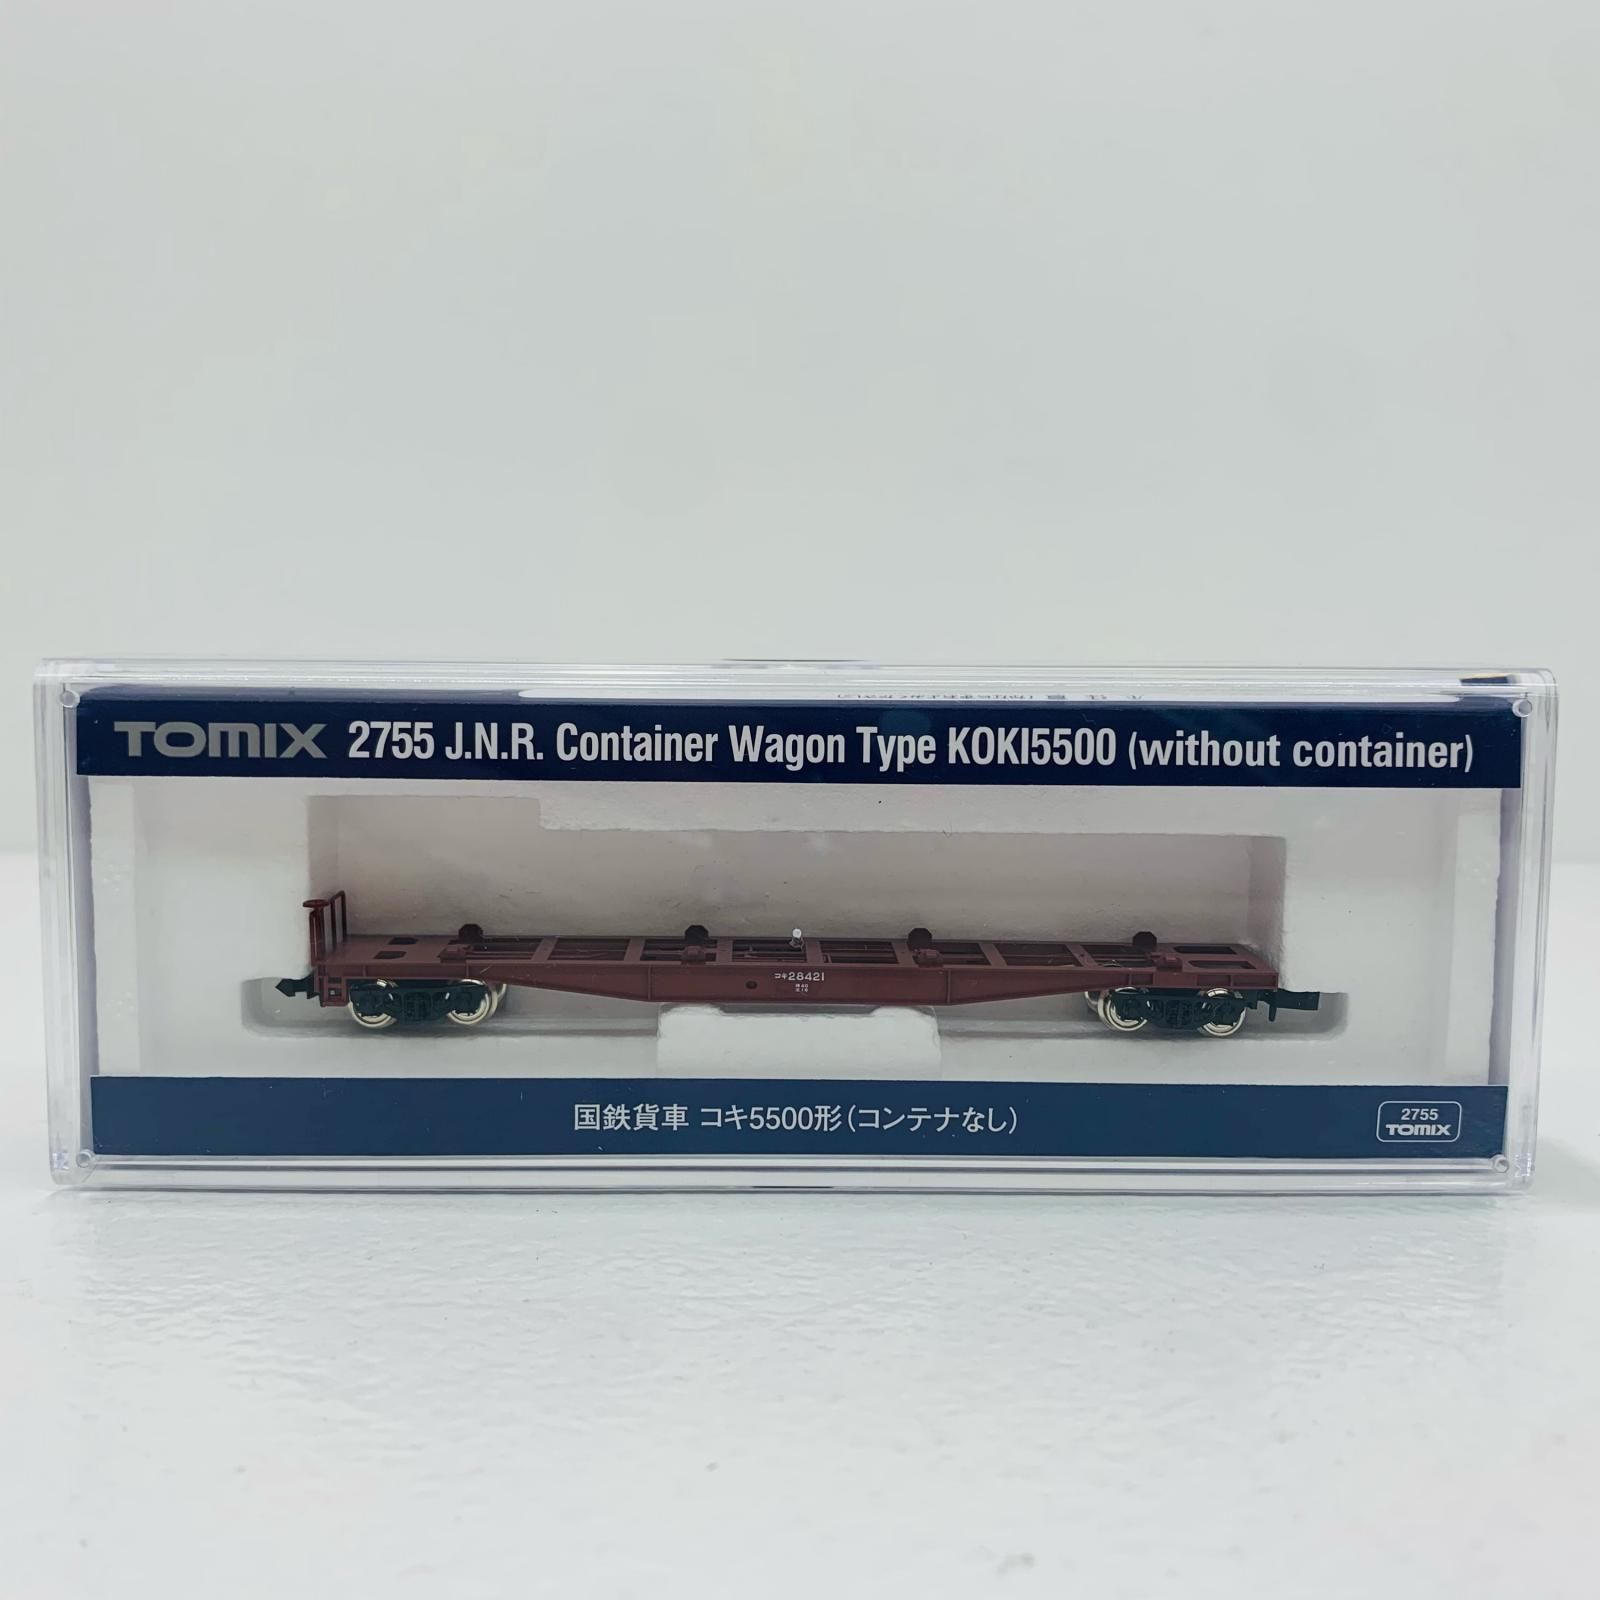 TOMIX 2755 J.N.R. Container Wagon Type KOKI5500 (without container)
コキ28421
国鉄貨車 コキ5500形(コンテナなし)
2755
TOMIX